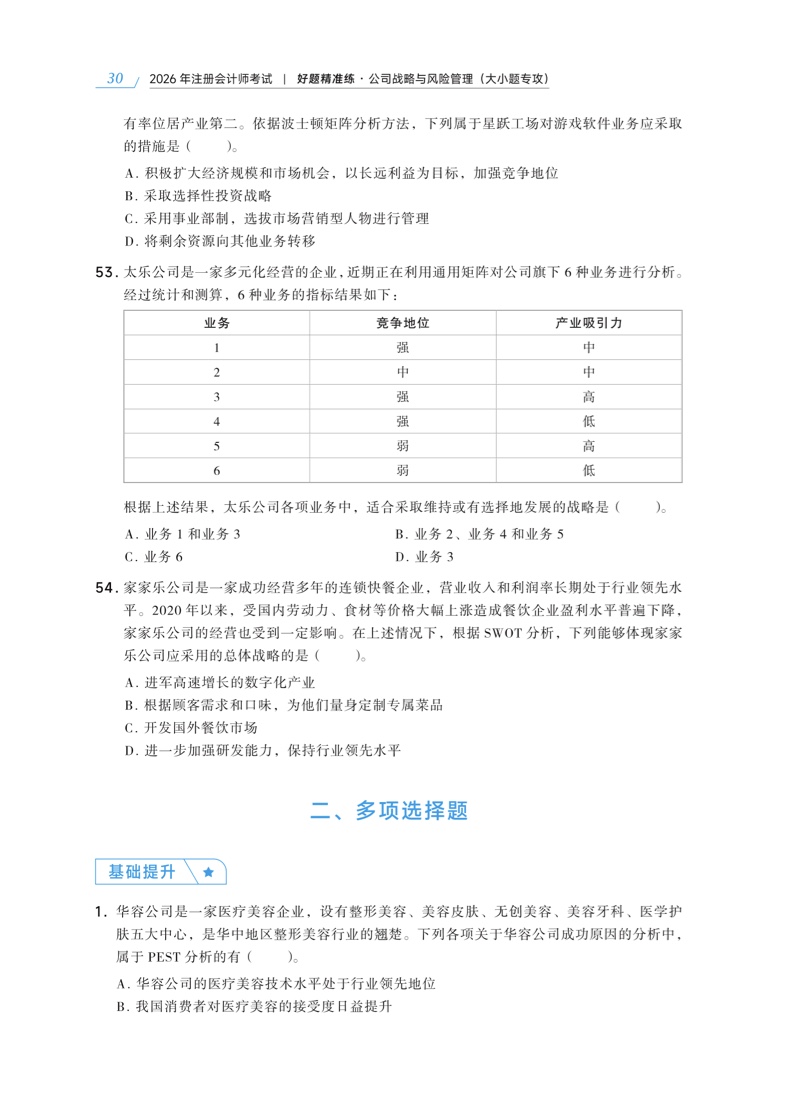 30 2026 年注册会计师考试 | 好题精准练 · 公司战略与风险管理（大小题专攻）
有率位居产业第二。依据波士顿矩阵分析方法，下列属于星跃工场对游戏软件业务应采取
的措施是（  ）。
A. 积极扩大经济规模和市场机会，以长远利益为目标，加强竞争地位
B. 采取选择性投资战略
C. 采用事业部制，选拔市场营销型人物进行管理
D. 将剩余资源向其他业务转移
53. 太乐公司是一家多元化经营的企业，近期正在利用通用矩阵对公司旗下 6 种业务进行分析。
经过统计和测算，6 种业务的指标结果如下：
业务 竞争地位 产业吸引力
1 强 中
2 中 中
3 强 高
4 强 低
5 弱 高
6 弱 低
根据上述结果，太乐公司各项业务中，适合采取维持或有选择地发展的战略是（  ）。
A. 业务 1 和业务 3 B. 业务 2、业务 4 和业务 5
C. 业务 6 D. 业务 3
54. 家家乐公司是一家成功经营多年的连锁快餐企业，营业收入和利润率长期处于行业领先水
平。2020 年以来，受国内劳动力、食材等价格大幅上涨造成餐饮企业盈利水平普遍下降，
家家乐公司的经营也受到一定影响。在上述情况下，根据 SWOT 分析，下列能够体现家家
乐公司应采用的总体战略的是（  ）。
A. 进军高速增长的数字化产业
B. 根据顾客需求和口味，为他们量身定制专属菜品
C. 开发国外餐饮市场
D. 进一步加强研发能力，保持行业领先水平
二、多项选择题
基础提升 ★
1. 华容公司是一家医疗美容企业，设有整形美容、美容皮肤、无创美容、美容牙科、医学护
肤五大中心，是华中地区整形美容行业的翘楚。下列各项关于华容公司成功原因的分析中，
属于 PEST 分析的有（  ）。
A. 华容公司的医疗美容技术水平处于行业领先地位
B. 我国消费者对医疗美容的接受度日益提升